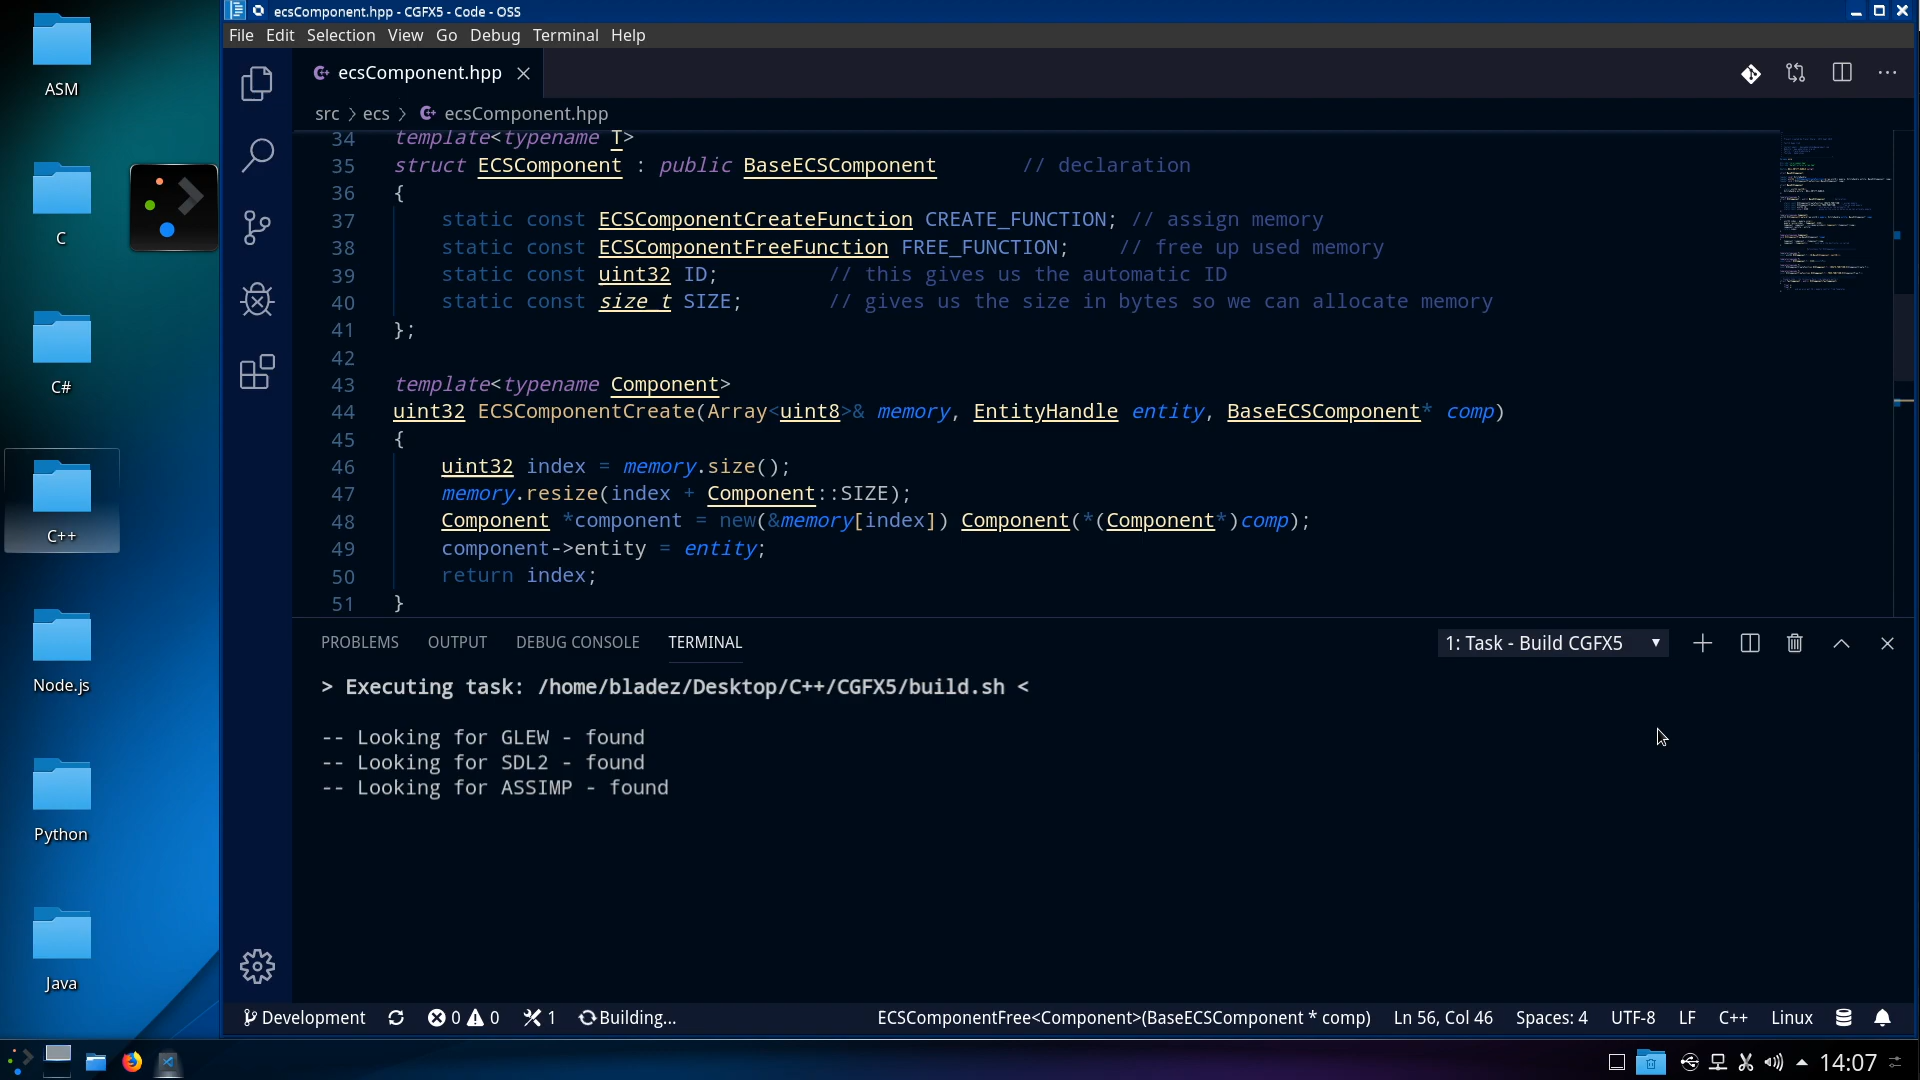 ecsComponent.hpp - CGFX5 - Code - OSS
File Edit Selection View Go Debug Terminal Help
ecsComponent.hpp
src > ecs > ecsComponent.hpp
34 template<typename T>
35 struct ECSComponent : public BaseECSComponent // declaration
36 {
37 static const ECSComponentCreateFunction CREATE_FUNCTION; // assign memory
38 static const ECSComponentFreeFunction FREE_FUNCTION; // free up used memory
39 static const uint32 ID; // this gives us the automatic ID
40 static const size_t SIZE; // gives us the size in bytes so we can allocate memory
41 };
42
43 template<typename Component>
44 uint32 ECSComponentCreate(Array<uint8>& memory, EntityHandle entity, BaseECSComponent* comp)
45 {
46 uint32 index = memory.size();
47 memory.resize(index + Component::SIZE);
48 Component *component = new(&memory[index]) Component(*(Component*)comp);
49 component->entity = entity;
50 return index;
51 }
PROBLEMS OUTPUT DEBUG CONSOLE TERMINAL
1: Task - Build CGFX5
> Executing task: /home/bladez/Desktop/C++/CGFX5/build.sh <
-- Looking for GLEW - found
-- Looking for SDL2 - found
-- Looking for ASSIMP - found
Development 0 0 1 Building...
ECSComponentFree<Component>(BaseECSComponent * comp) Ln 56, Col 46 Spaces: 4 UTF-8 LF C++ Linux
ASM
C
C#
C++
Node.js
Python
Java
14:07